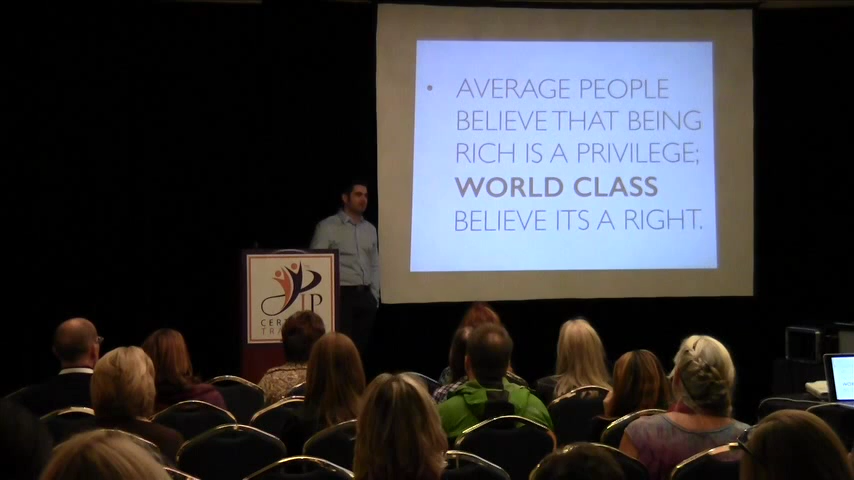 • AVERAGE PEOPLE
BELIEVE THAT BEING
RICH IS A PRIVILEGE;
WORLD CLASS
BELIEVE ITS A RIGHT.